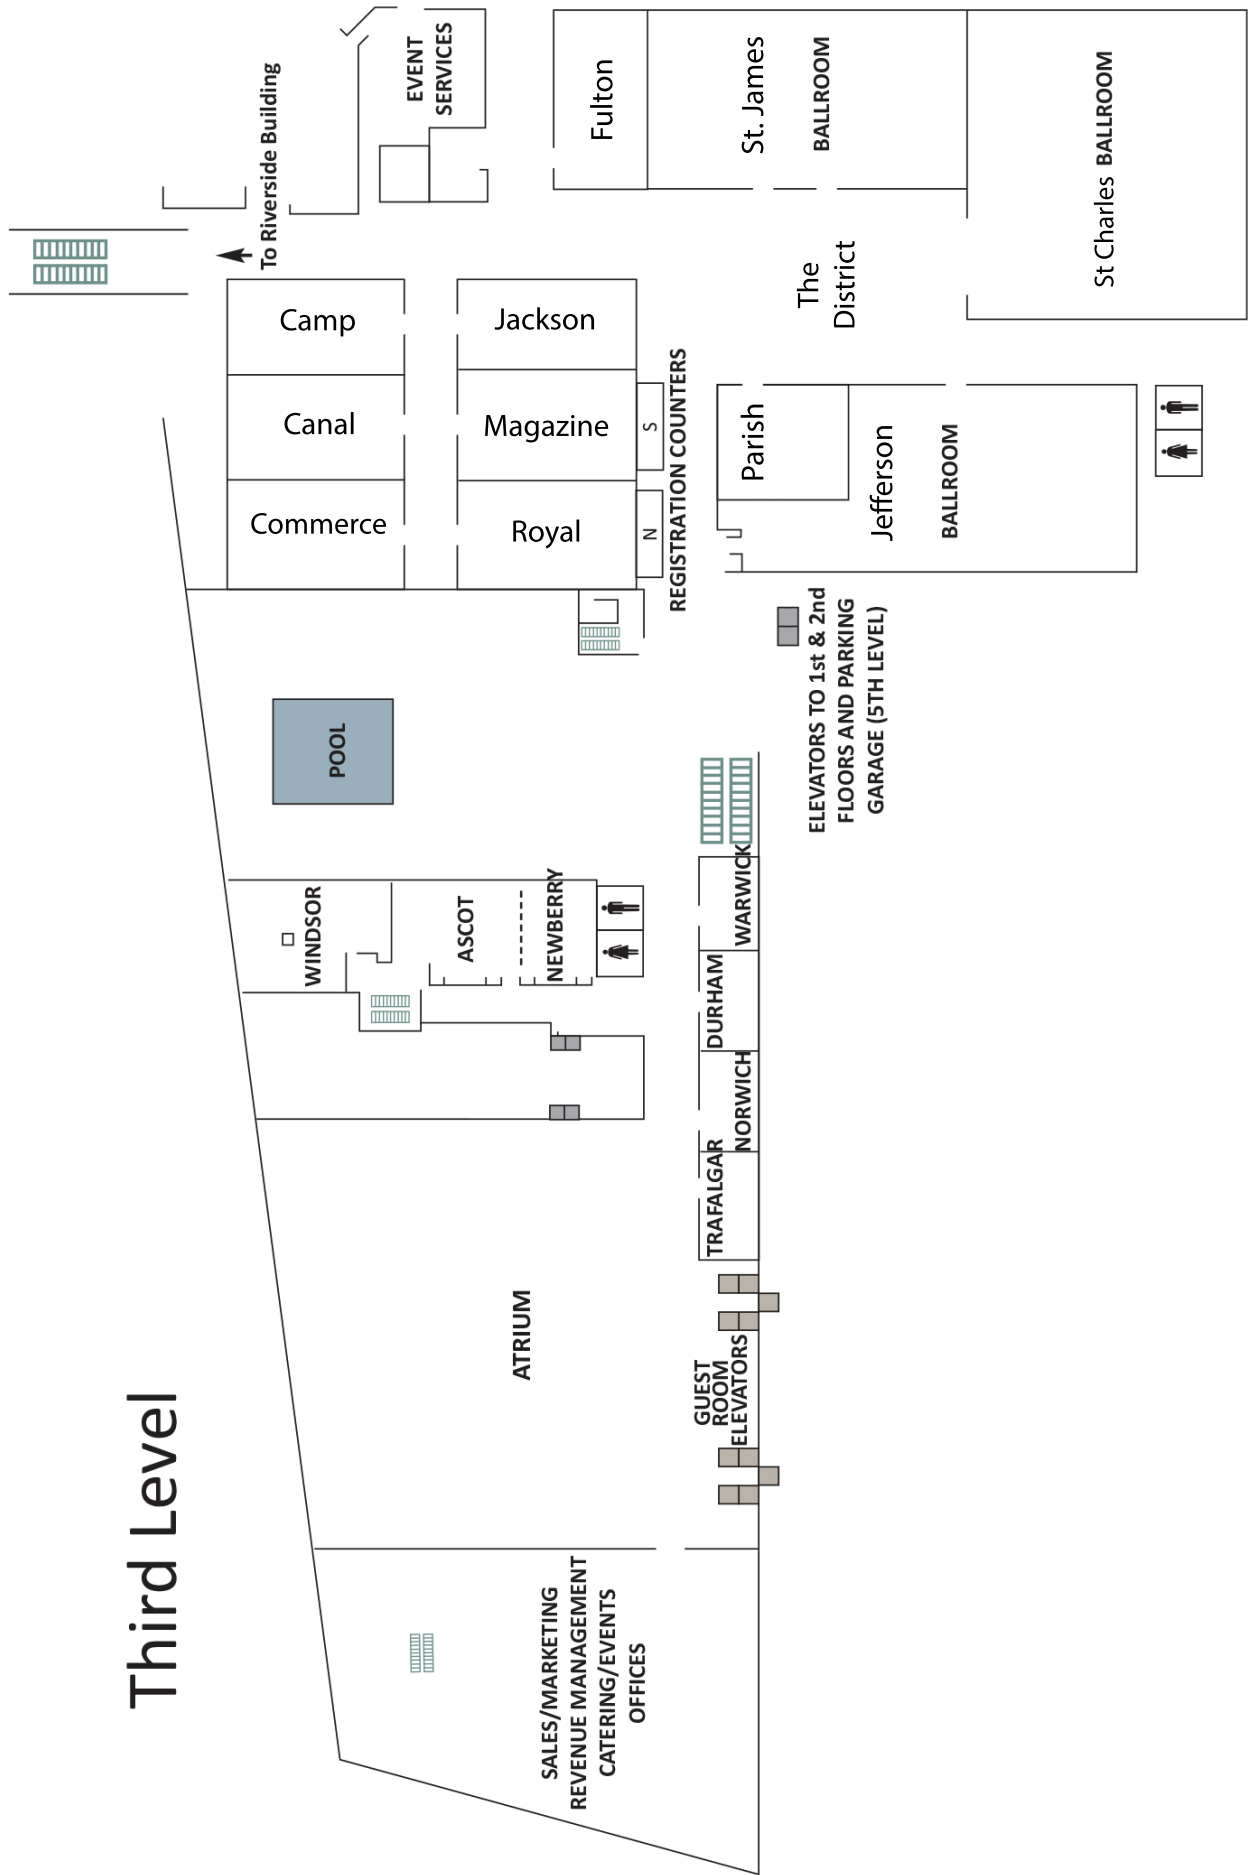 Third Level
EVENT
SERVICES
To Riverside Building
Fulton
St. James
BALLROOM
St Charles BALLROOM
The
District
Camp
Jackson
Canal
Magazine
Commerce
Royal
S
N
REGISTRATION COUNTERS
Parish
Jefferson
BALLROOM
ELEVATORS TO 1st & 2nd
FLOORS AND PARKING
GARAGE (5TH LEVEL)
POOL
WINDSOR
ASCOT
NEWBERRY
WARWICK
DURHAM
NORWICH
TRAFALGAR
ATRIUM
GUEST
ROOM
ELEVATORS
SALES/MARKETING
REVENUE MANAGEMENT
CATERING/EVENTS
OFFICES